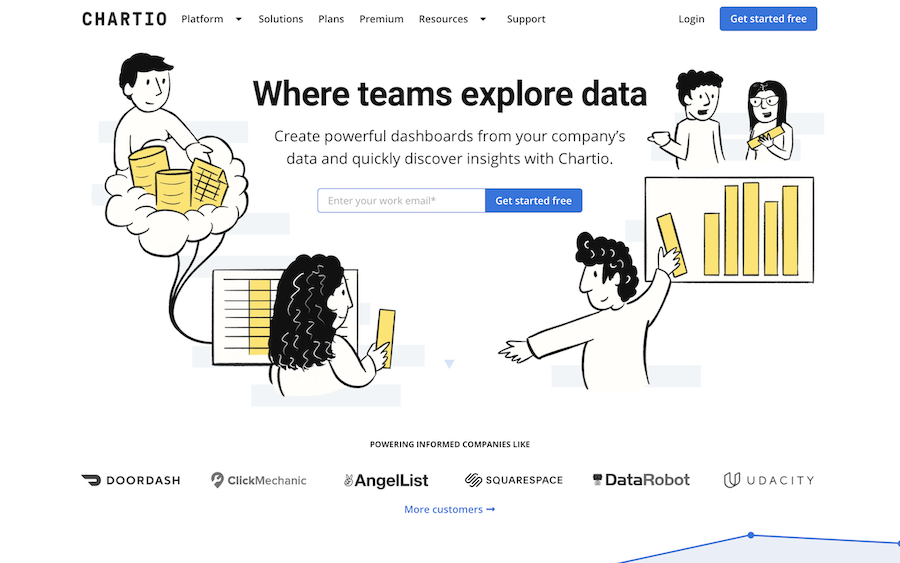 CHARTIO Platform Solutions Plans Premium Resources Support Login Get started free
Where teams explore data
Create powerful dashboards from your company’s
data and quickly discover insights with Chartio.
Enter your work email* Get started free
POWERING INFORMED COMPANIES LIKE
DOORDASH ClickMechanic AngelList SQUARESPACE DataRobot UDACITY
More customers →